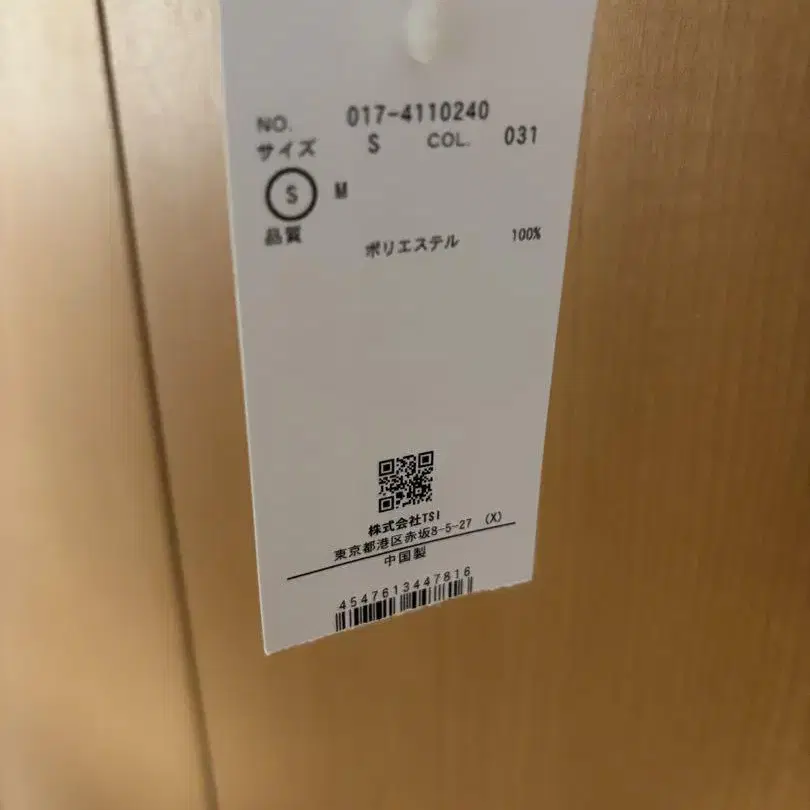 NO. 017-4110240
サイズ S COL. 031
S M
品質
ポリエステル 100%
株式会社TSI
東京都港区赤坂8-5-27 (X)
中国製
4547613447816